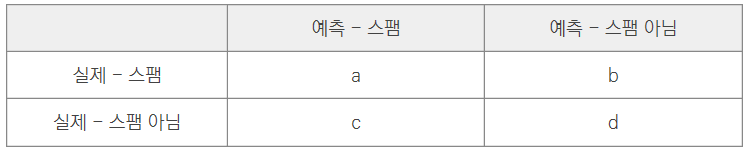 예측 - 스팸 예측 - 스팸 아님
실제 - 스팸 a b
실제 - 스팸 아님 c d